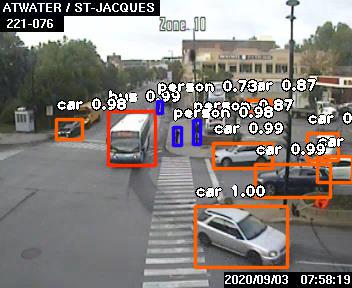 ATWATER / ST-JACQUES
221-076
Zone 10
person 0.73 car 0.87
bus 0.99
person 0.87
car 0.98
person 0.98
car 0.99
car 0.99
car
car 1.00
2020/09/03 07:58:19